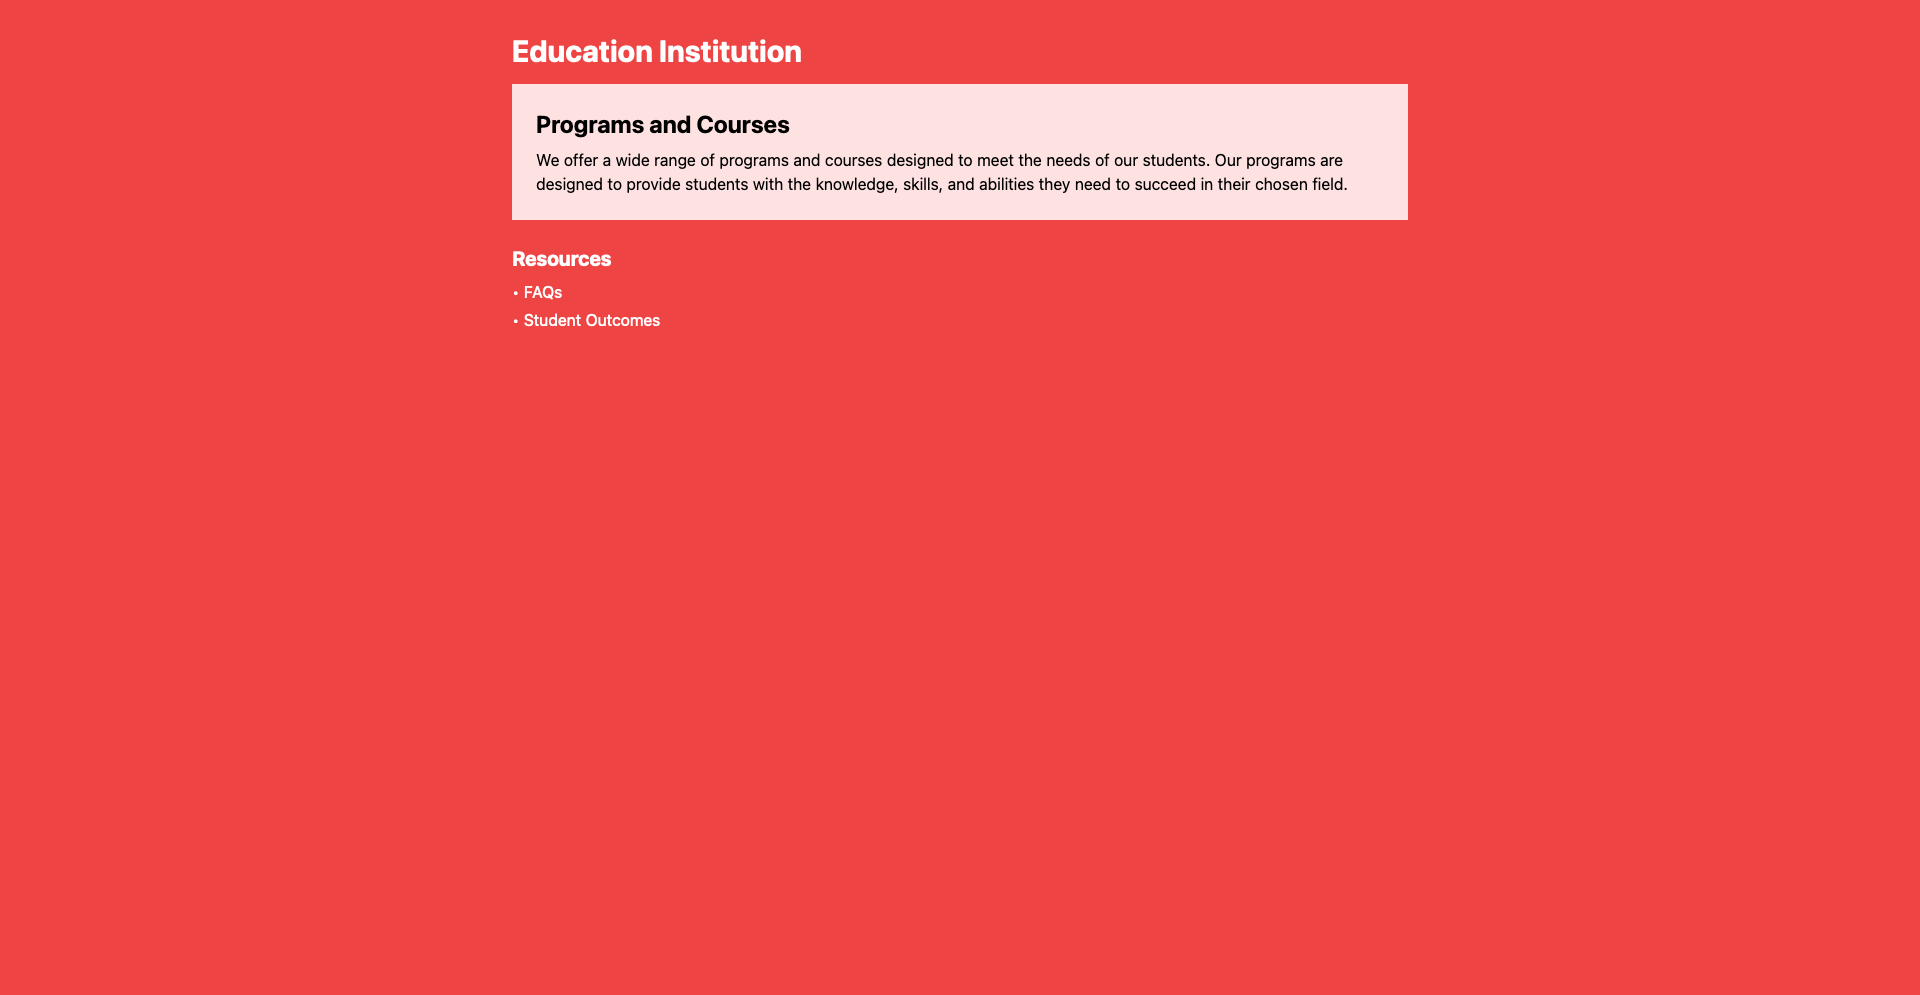 Education Institution
Programs and Courses
We offer a wide range of programs and courses designed to meet the needs of our students. Our programs are
designed to provide students with the knowledge, skills, and abilities they need to succeed in their chosen field.
Resources
• FAQs
• Student Outcomes